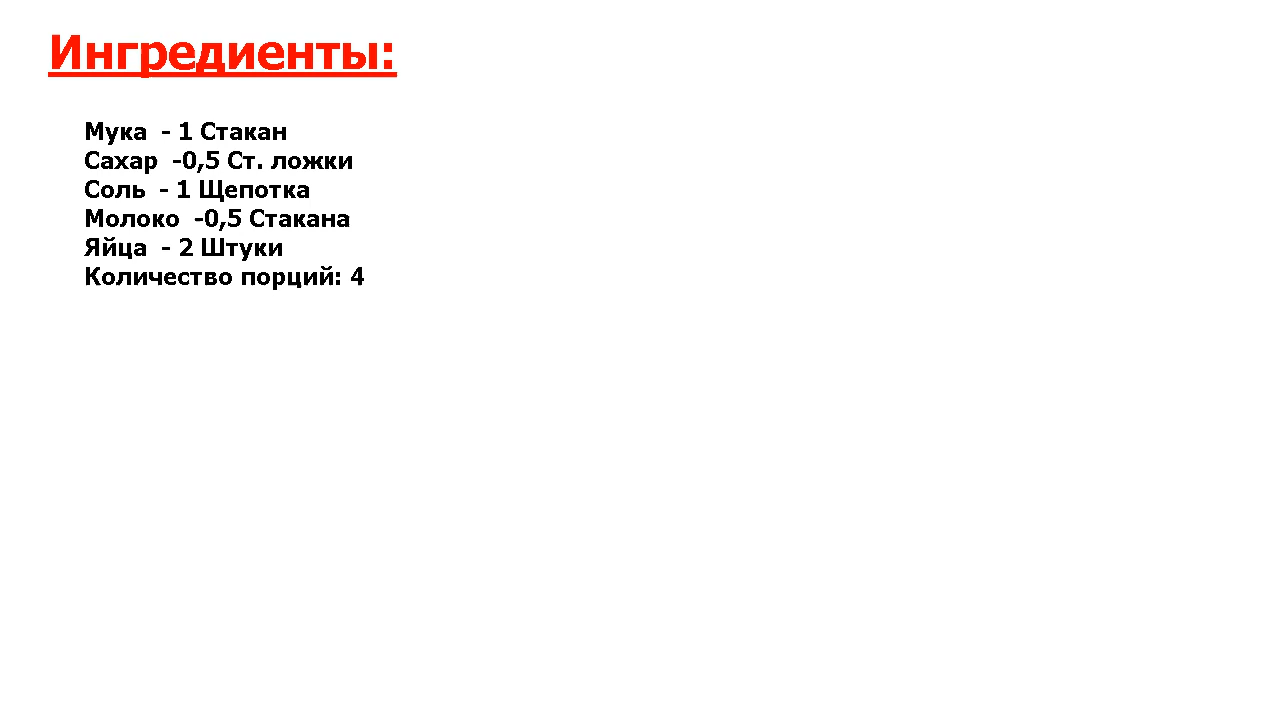 Ингредиенты:
Мука  - 1 Стакан
Сахар  -0,5 Ст. ложки
Соль  - 1 Щепотка
Молоко  -0,5 Стакана
Яйца  - 2 Штуки
Количество порций: 4